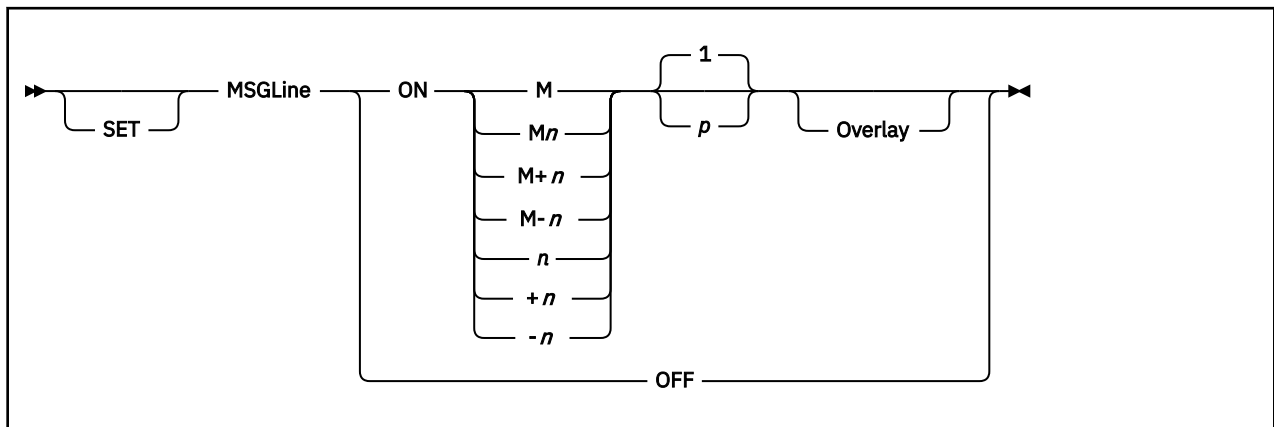 1
MSGLine ON M
SET p Overlay
Mn
M+n
M-n
n
+n
-n
OFF